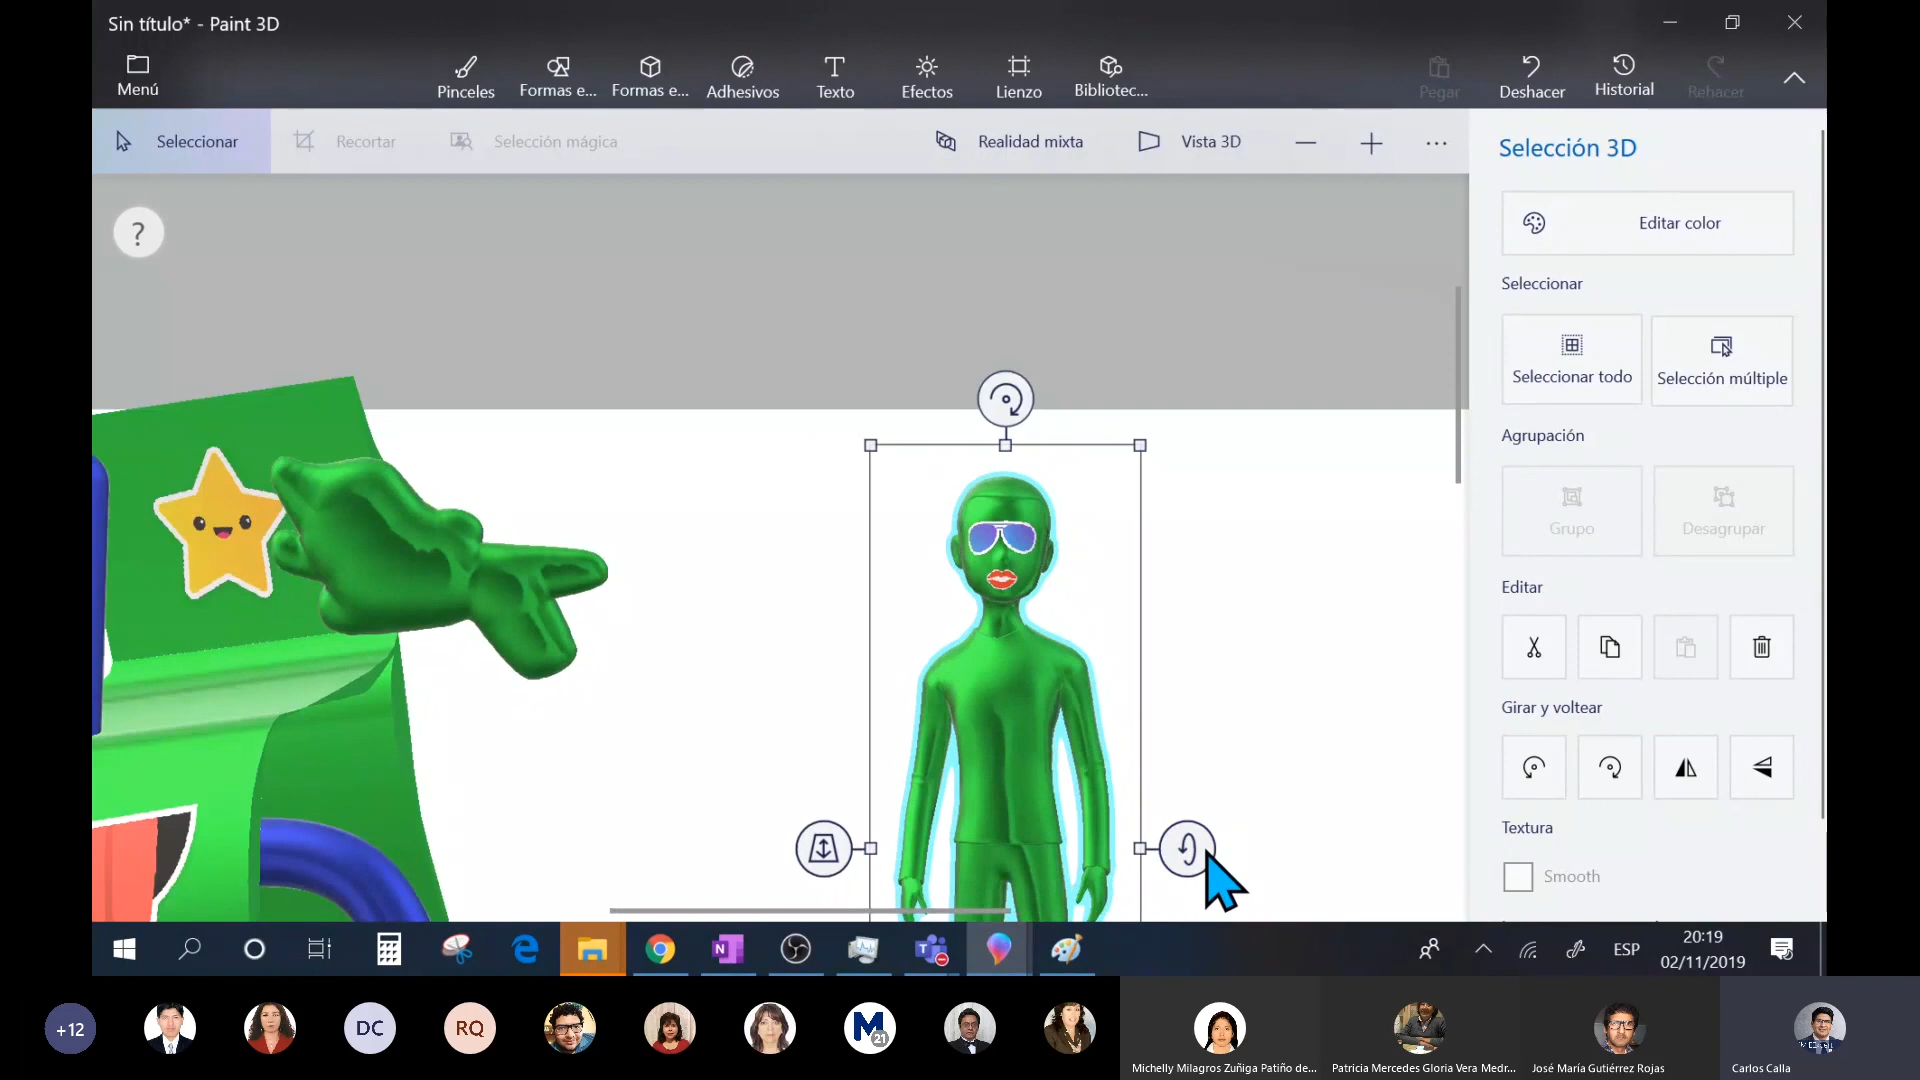 Sin título* - Paint 3D
Menú
Pinceles
Formas e...
Formas e...
Adhesivos
Texto
Efectos
Lienzo
Bibliotec...
Pegar
Deshacer
Historial
Rehacer
Seleccionar
Recortar
Selección mágica
Realidad mixta
Vista 3D
Selección 3D
?
Editar color
Seleccionar
Seleccionar todo
Selección múltiple
Agrupación
Grupo
Desagrupar
Editar
Girar y voltear
Textura
Smooth
ESP
20:19
02/11/2019
+12
DC
RQ
M
21
Michelly Milagros Zuñiga Patiño de...
Patricia Mercedes Gloria Vera Medr...
José María Gutiérrez Rojas
Carlos Calla